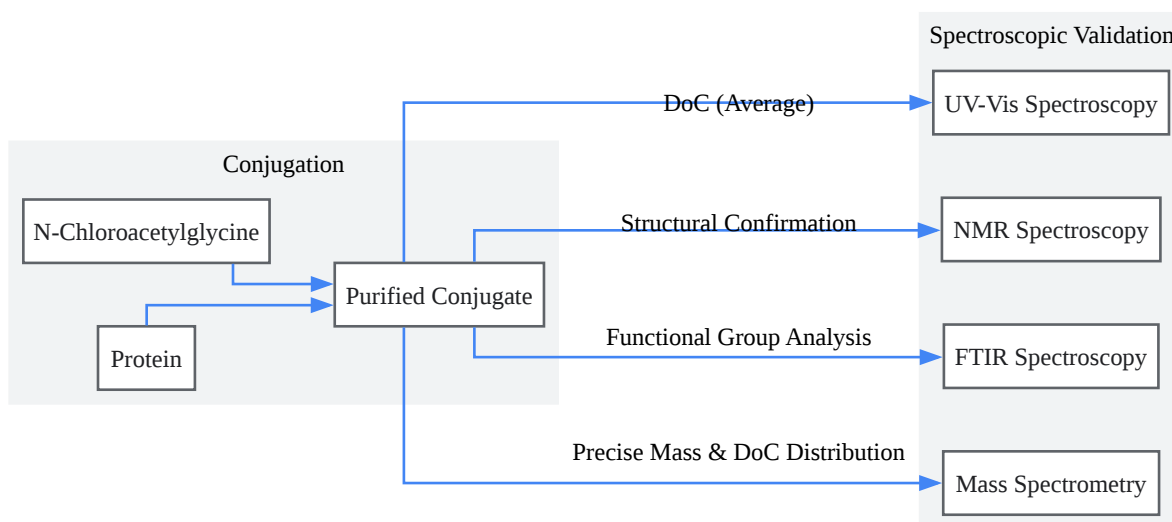 Spectroscopic Validation
DoC (Average)
UV-Vis Spectroscopy
Conjugation
N-Chloroacetylglycine
Structural Confirmation
NMR Spectroscopy
Purified Conjugate
Protein
Functional Group Analysis
FTIR Spectroscopy
Precise Mass & DoC Distribution
Mass Spectrometry